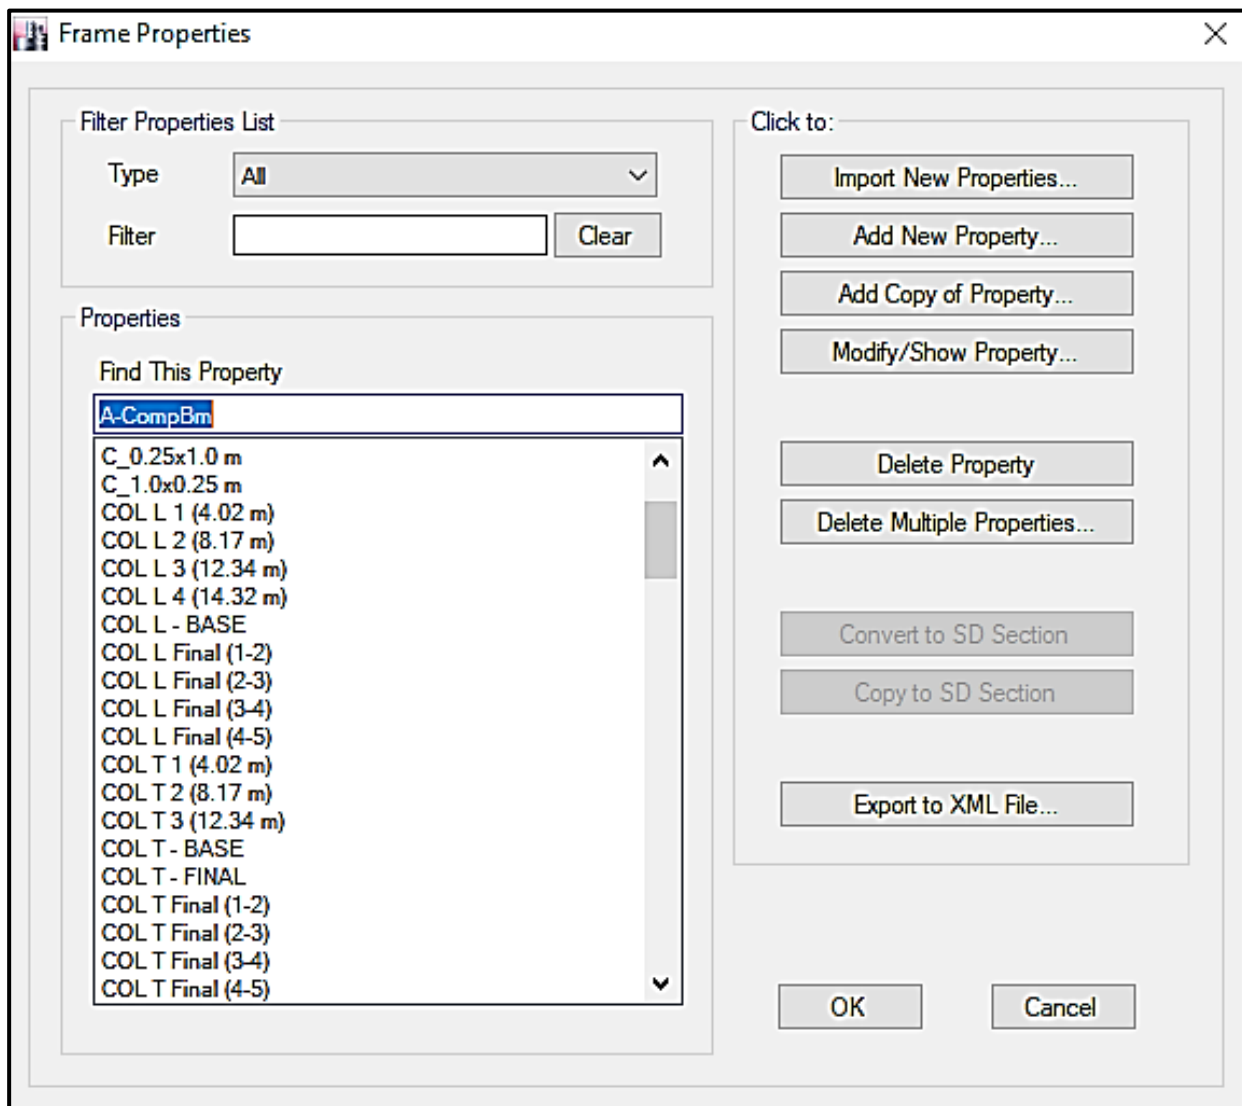 Frame Properties
Filter Properties List
Type
All
Filter
Clear
Properties
Find This Property
A-CompBm
C_0.25x1.0 m
C_1.0x0.25 m
COL L 1 (4.02 m)
COL L 2 (8.17 m)
COL L 3 (12.34 m)
COL L 4 (14.32 m)
COL L - BASE
COL L Final (1-2)
COL L Final (2-3)
COL L Final (3-4)
COL L Final (4-5)
COL T 1 (4.02 m)
COL T 2 (8.17 m)
COL T 3 (12.34 m)
COL T - BASE
COL T - FINAL
COL T Final (1-2)
COL T Final (2-3)
COL T Final (3-4)
COL T Final (4-5)
Click to:
Import New Properties...
Add New Property...
Add Copy of Property...
Modify/Show Property...
Delete Property
Delete Multiple Properties...
Convert to SD Section
Copy to SD Section
Export to XML File...
OK
Cancel